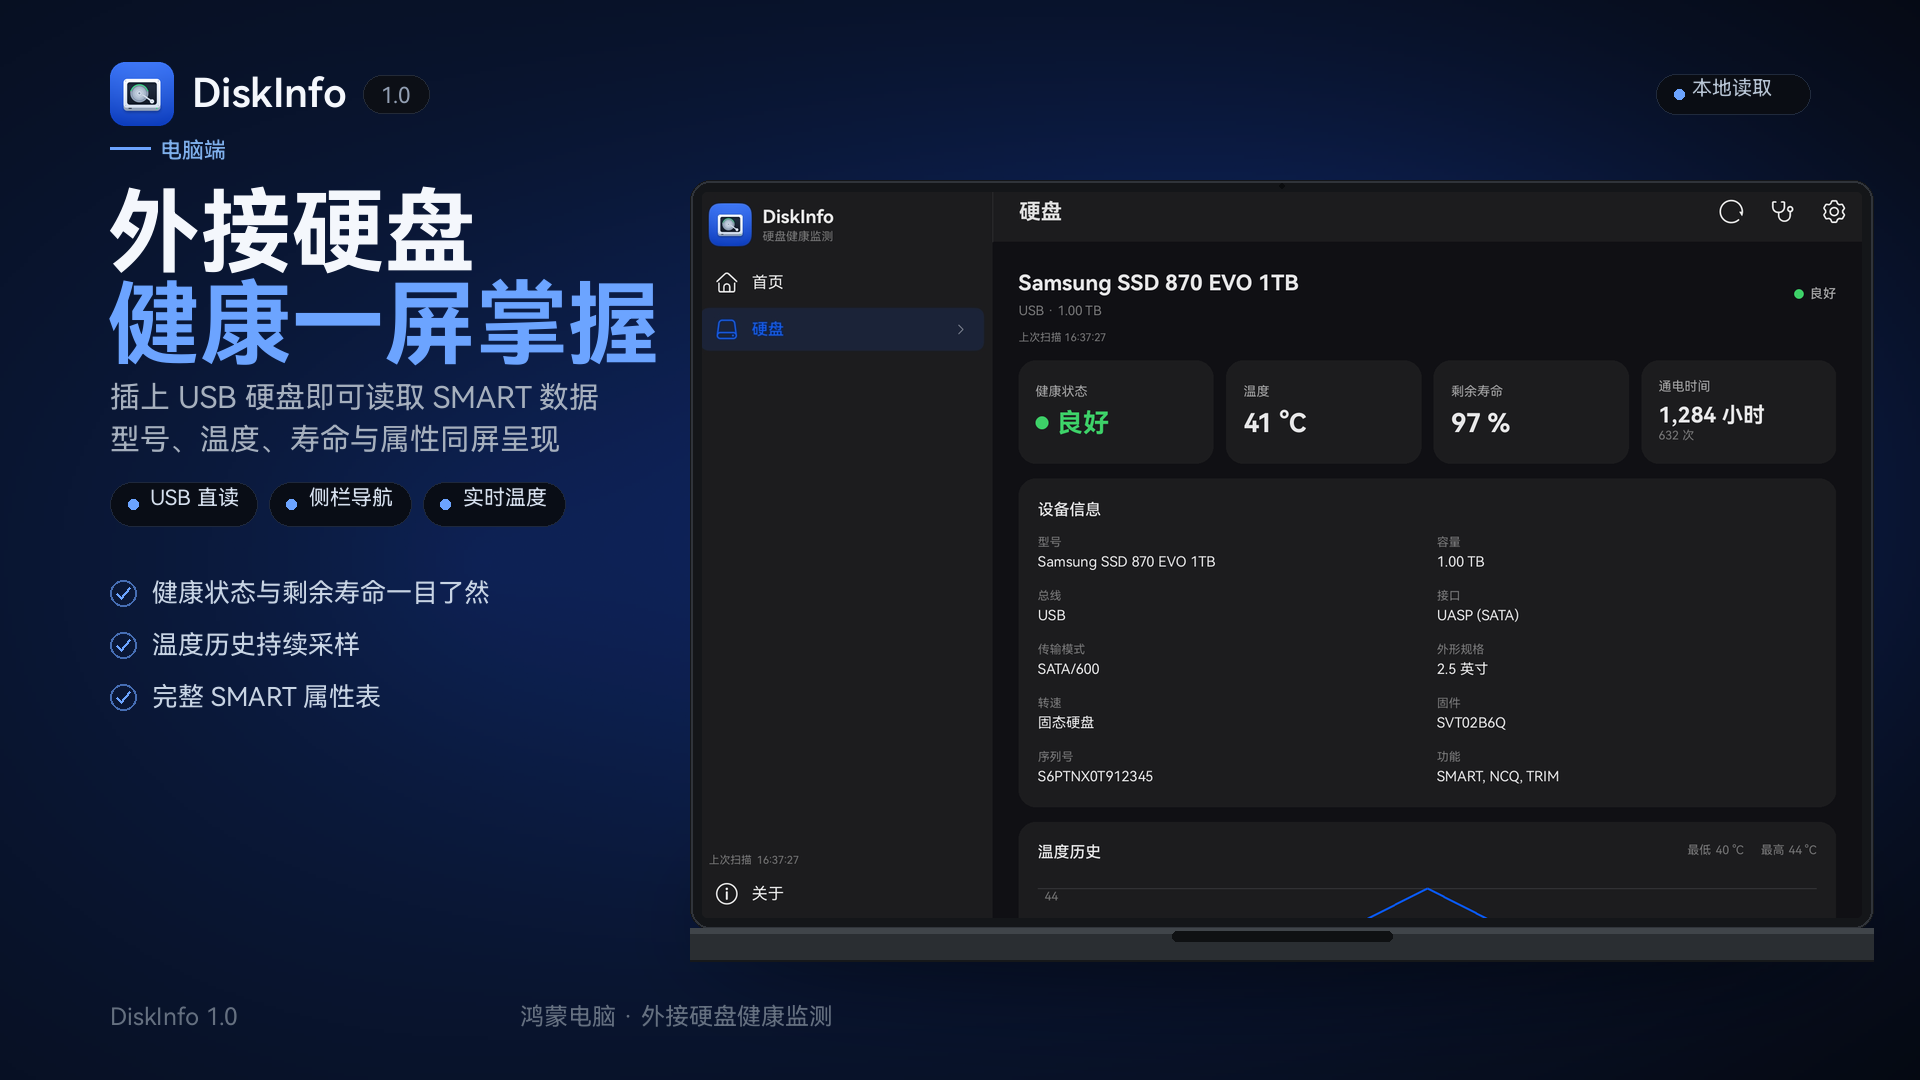 DiskInfo 1.0
本地读取
电脑端
外接硬盘
健康一屏掌握
插上 USB 硬盘即可读取 SMART 数据
型号、温度、寿命与属性同屏呈现
USB 直读
侧栏导航
实时温度
健康状态与剩余寿命一目了然
温度历史持续采样
完整 SMART 属性表
DiskInfo
硬盘健康监测
首页
硬盘
上次扫描 16:37:27
关于
硬盘
Samsung SSD 870 EVO 1TB
USB · 1.00 TB
上次扫描 16:37:27
良好
健康状态
良好
温度
41 °C
剩余寿命
97 %
通电时间
1,284 小时
632 次
设备信息
型号
Samsung SSD 870 EVO 1TB
容量
1.00 TB
总线
USB
接口
UASP (SATA)
传输模式
SATA/600
外形规格
2.5 英寸
转速
固态硬盘
固件
SVT02B6Q
序列号
S6PTNX0T912345
功能
SMART, NCQ, TRIM
温度历史
最低 40 °C 最高 44 °C
44
DiskInfo 1.0
鸿蒙电脑 · 外接硬盘健康监测